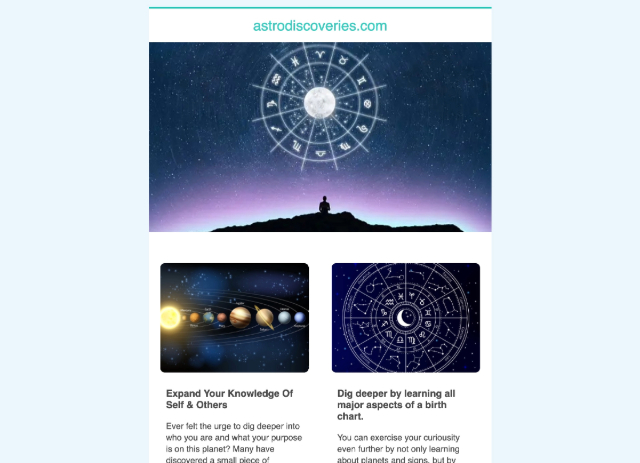 astrodiscoveries.com
Expand Your Knowledge Of
Self & Others
Ever felt the urge to dig deeper into
who you are and what your purpose
is on this planet? Many have
discovered a small piece of
Dig deeper by learning all
major aspects of a birth
chart.
You can exercise your curiousity
even further by not only learning
about planets and signs, but by